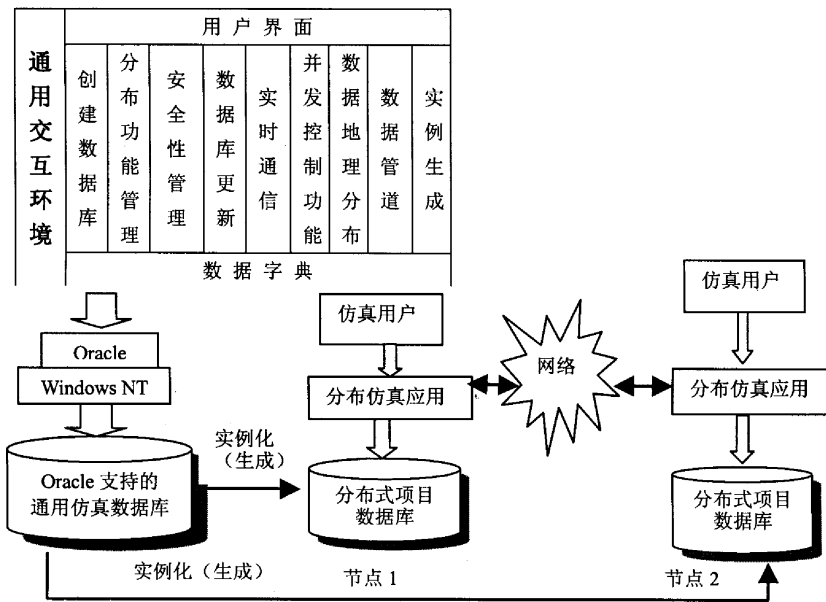 用户界面
通用交互环境
创建数据库
分布功能管理
安全性管理
数据库更新
实时通信
并发控制功能
数据地理分布
数据管道
实例生成
数据字典
Oracle
Windows NT
Oracle 支持的
通用仿真数据库
实例化
（生成）
仿真用户
分布仿真应用
分布式项目
数据库
网络
仿真用户
分布仿真应用
分布式项目
数据库
实例化（生成）
节点 1
节点 2